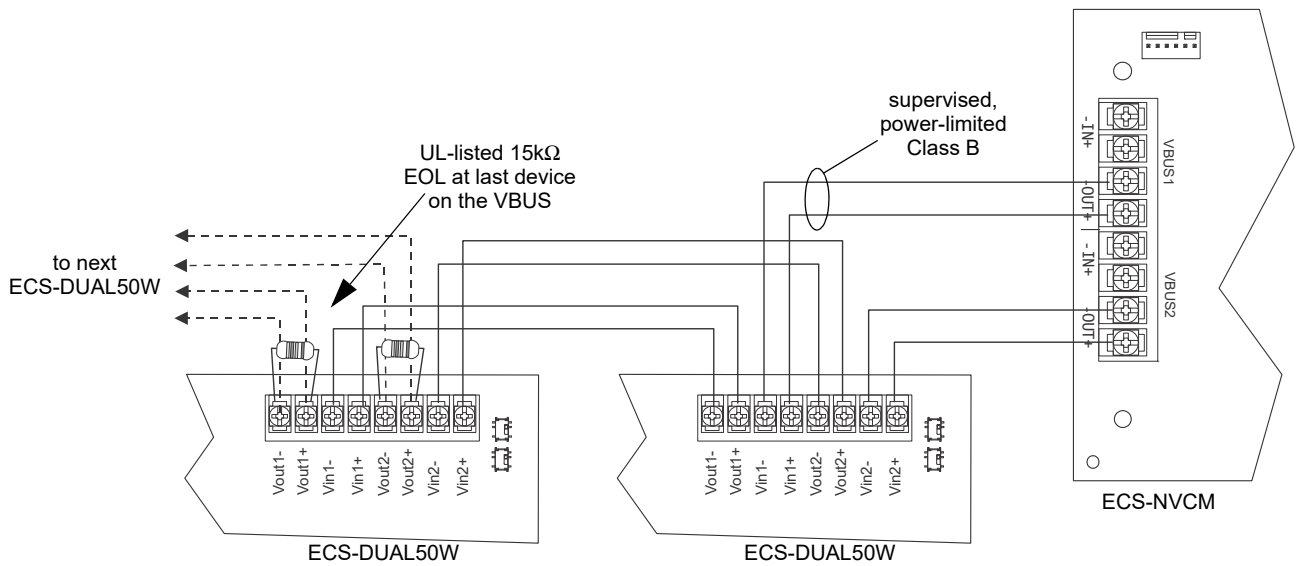 supervised,
power-limited
Class B
UL-listed 15kΩ
EOL at last device
on the VBUS
to next
ECS-DUAL50W
-IN+
-OUT+
VBUS1
-IN+
-OUT+
VBUS2
ECS-NVCM
Vout1-
Vout1+
Vin1-
Vin1+
Vout2-
Vout2+
Vin2-
Vin2+
ECS-DUAL50W
Vout1-
Vout1+
Vin1-
Vin1+
Vout2-
Vout2+
Vin2-
Vin2+
ECS-DUAL50W